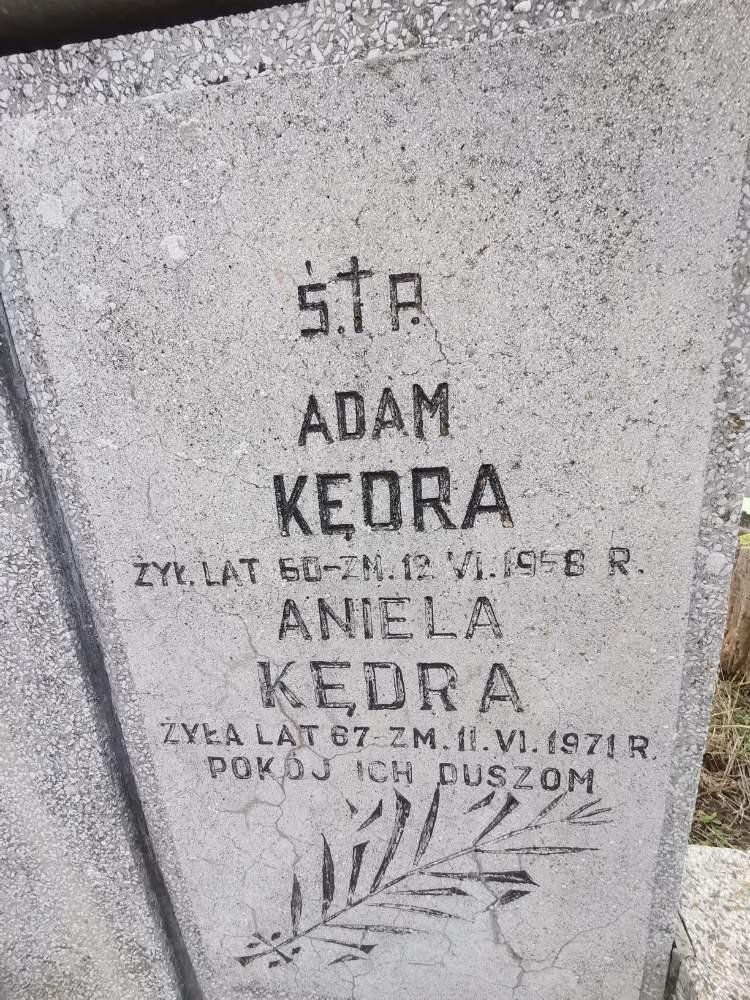 Ś.†P.
ADAM
KĘDRA
ŻYŁ. LAT 60-ZM. 12 VI. 1958 R.
ANIELA
KĘDRA
ŻYŁA LAT 67-ZM. 11. VI. 1971 R.
POKÓJ ICH DUSZOM